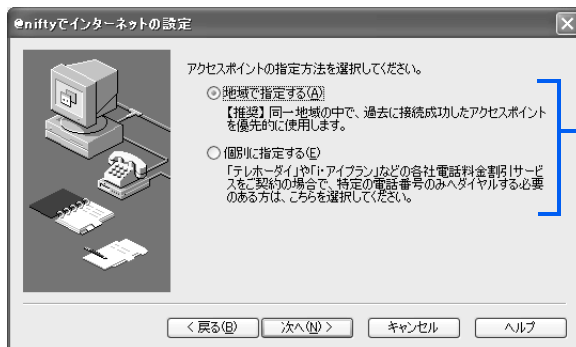 @niftyでインターネットの設定
アクセスポイントの指定方法を選択してください。
地域で指定する(A)
【推奨】同一地域の中で、過去に接続成功したアクセスポイント
を優先的に使用します。
個別に指定する(E)
「テレホーダイ」や「i・アイプラン」などの各社電話料金割引サービ
スをご契約の場合で、特定の電話番号のみへダイヤルする必要
のある方は、こちらを選択してください。
< 戻る(B) 次へ(N) > キャンセル ヘルプ